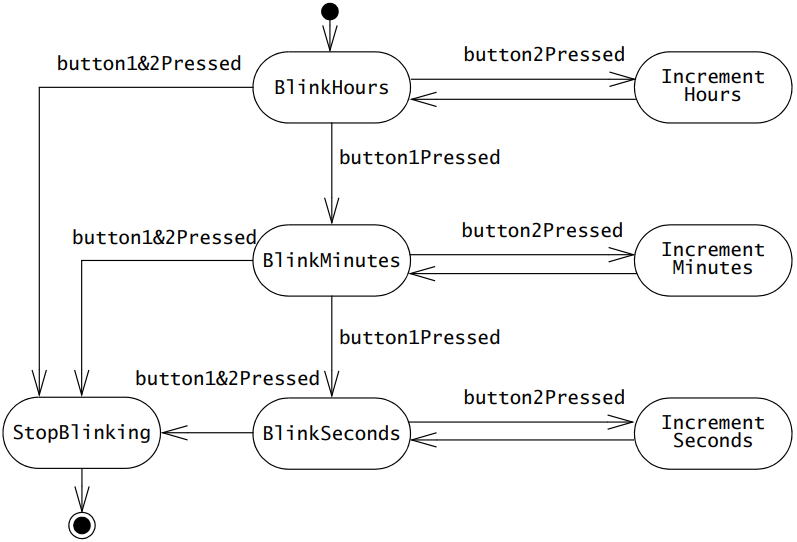 button2Pressed
button1&2Pressed
BlinkHours
Increment
Hours
button1Pressed
button2Pressed
button1&2Pressed
BlinkMinutes
Increment
Minutes
button1Pressed
button1&2Pressed
button2Pressed
StopBlinking
BlinkSeconds
Increment
Seconds